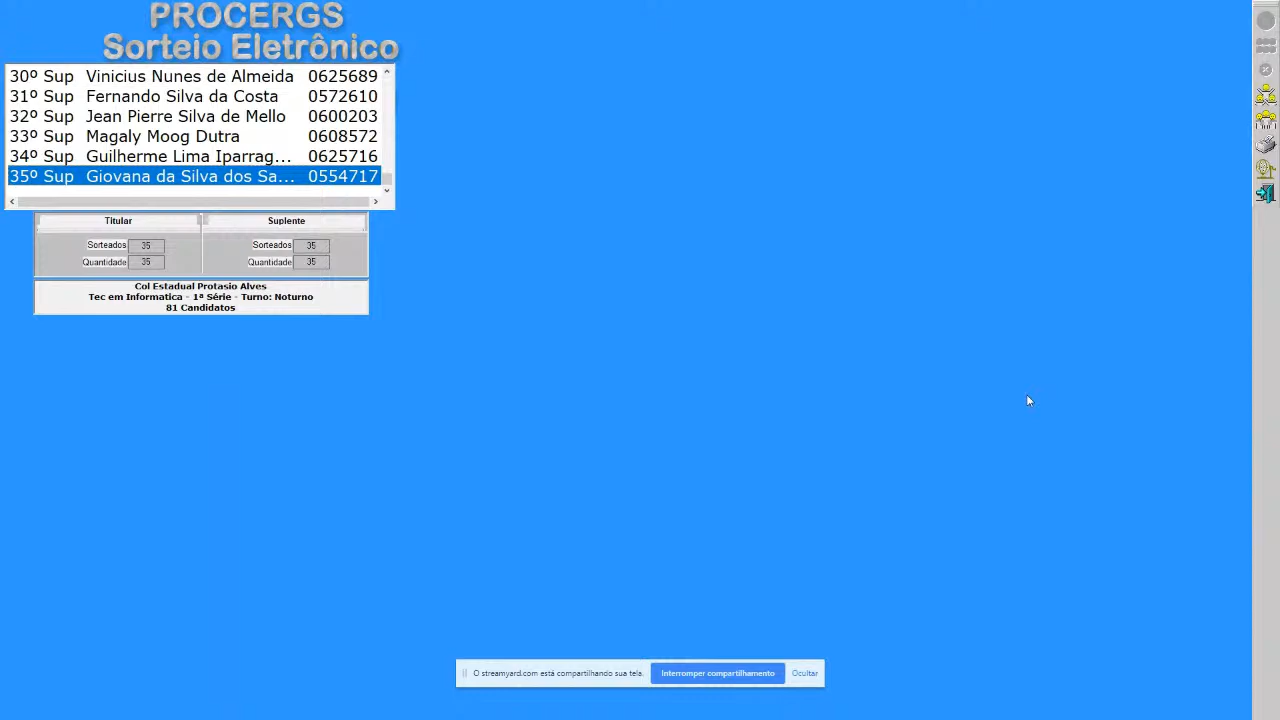 PROCERGS
Sorteio Eletrônico
30º Sup Vinicius Nunes de Almeida 0625689
31º Sup Fernando Silva da Costa 0572610
32º Sup Jean Pierre Silva de Mello 0600203
33º Sup Magaly Moog Dutra 0608572
34º Sup Guilherme Lima Iparrag... 0625716
35º Sup Giovana da Silva dos Sa... 0554717
Titular Suplente
Sorteados 35 Sorteados 35
Quantidade 35 Quantidade 35
Col Estadual Protasio Alves
Tec em Informatica - 1ª Série - Turno: Noturno
81 Candidatos
O streamyard.com está compartilhando sua tela. Interromper compartilhamento Ocultar